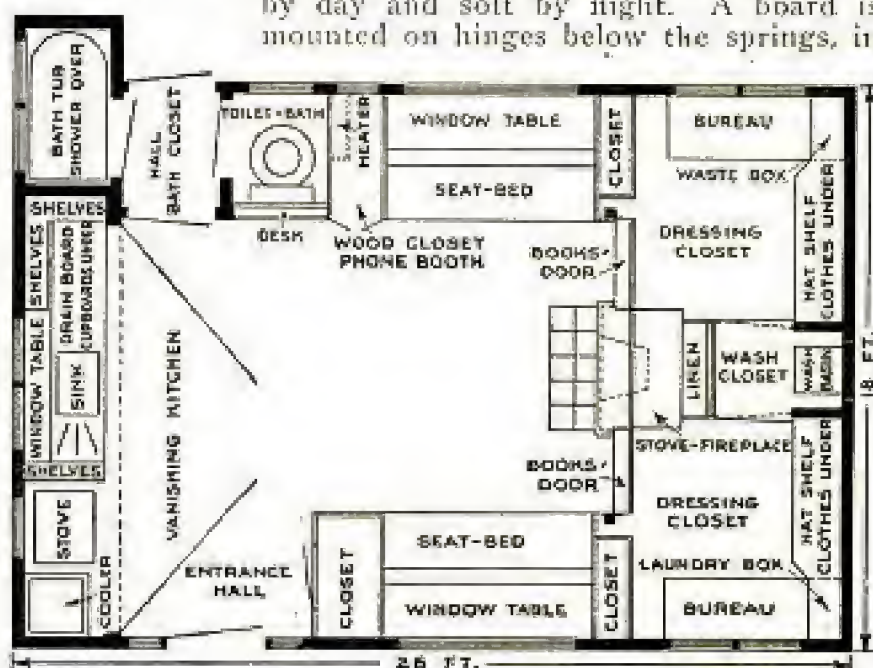 by day and soft by night. A board is
mounted on hinges below the springs, in
BATH TUB
SHOWER OVER
HALL
BATH CLOSET
TOILET-BATH
HEATER
WINDOW TABLE
SEAT-BED
CLOSET
BUREAU
WASTE BOX
DRESSING
CLOSET
HAT SHELF
CLOTHES UNDER
SHELVES
SHELVES
DRAIN BOARD
CUPBOARDS UNDER
DESK
WOOD CLOSET
PHONE BOOTH
BOOKS-
DOOR
WINDOW TABLE
SINK
VANISHING KITCHEN
LINEN
WASH
CLOSET
WASH
BASIN
18 FT.
SHELVES
STOVE-FIREPLACE
BOOKS-
DOOR
STOVE
COOLER
ENTRANCE
HALL
CLOSET
SEAT-BED
WINDOW TABLE
CLOSET
DRESSING
CLOSET
HAT SHELF
CLOTHES UNDER
LAUNDRY BOX
BUREAU
26 FT.